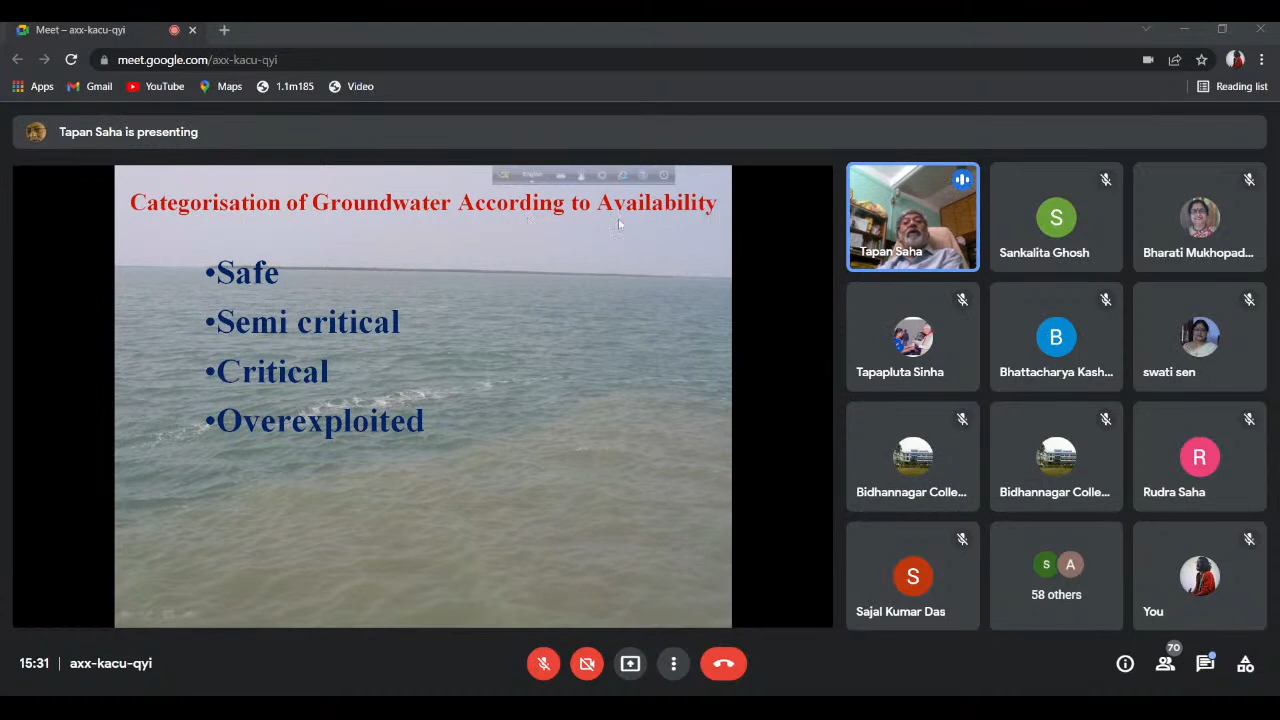 Meet – axx-kacu-qyi
meet.google.com/axx-kacu-qyi
Apps Gmail YouTube Maps 1.1m185 Video Reading list
Tapan Saha is presenting
English
Categorisation of Groundwater According to Availability
•Safe
•Semi critical
•Critical
•Overexploited
Tapan Saha
S
Sankalita Ghosh
Bharati Mukhopad...
Tapapluta Sinha
B
Bhattacharya Kash...
swati sen
Bidhannagar Colle...
Bidhannagar Colle...
R
Rudra Saha
S
Sajal Kumar Das
S A
58 others
You
15:31 | axx-kacu-qyi
70